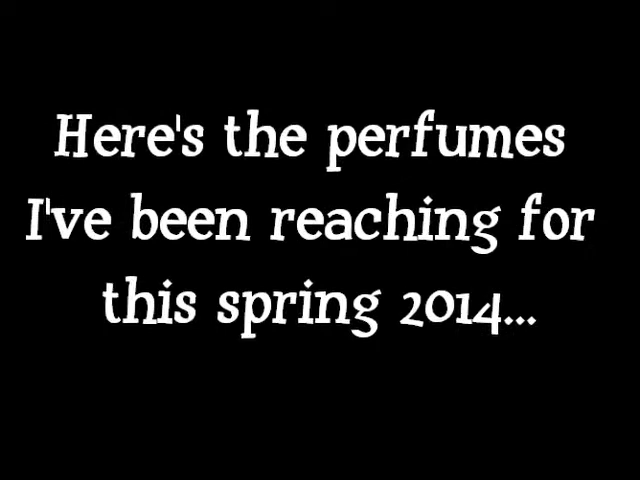 Here's the perfumes
I've been reaching for
this spring 2014...